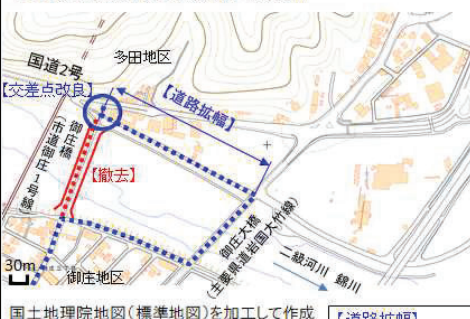 多田地区
国道2号
【交差点改良】
【道路拡幅】
御庄橋
(市道御庄1号線)
【撤去】
御庄大橋
(主要県道岩国大竹線)
二級河川 錦川
30m
御庄地区
国土地理院地図(標準地図)を加工して作成
【道路拡幅】